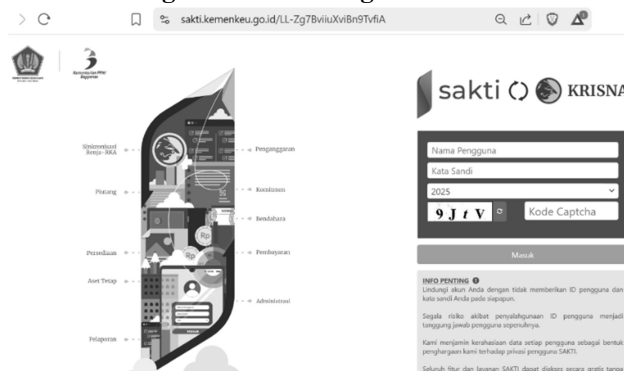 sakti.kemenkeu.go.id/LL-Zg7BviiuXviBn9TvfiA
sakti
KRISNA
Sinkronisasi
Renja-RKA
Penganggaran
Piutang
Komitmen
Bendahara
Persediaan
Pembayaran
Aset Tetap
Administrasi
Pelaporan
Rp
Rp
Nama Pengguna
Kata Sandi
2025
9 J t V
Kode Captcha
Masuk
INFO PENTING
Lindungi akun Anda dengan tidak memberikan ID pengguna dan
kata sandi Anda pada siapapun.
Segala risiko akibat penyalahgunaan ID pengguna menjadi
tanggung jawab pengguna sepenuhnya.
Kami menjamin kerahasiaan data setiap pengguna sebagai bentuk
penghargaan kami terhadap privasi pengguna SAKTI.
Seluruh fitur dan layanan SAKTI dapat diakses secara gratis tanpa